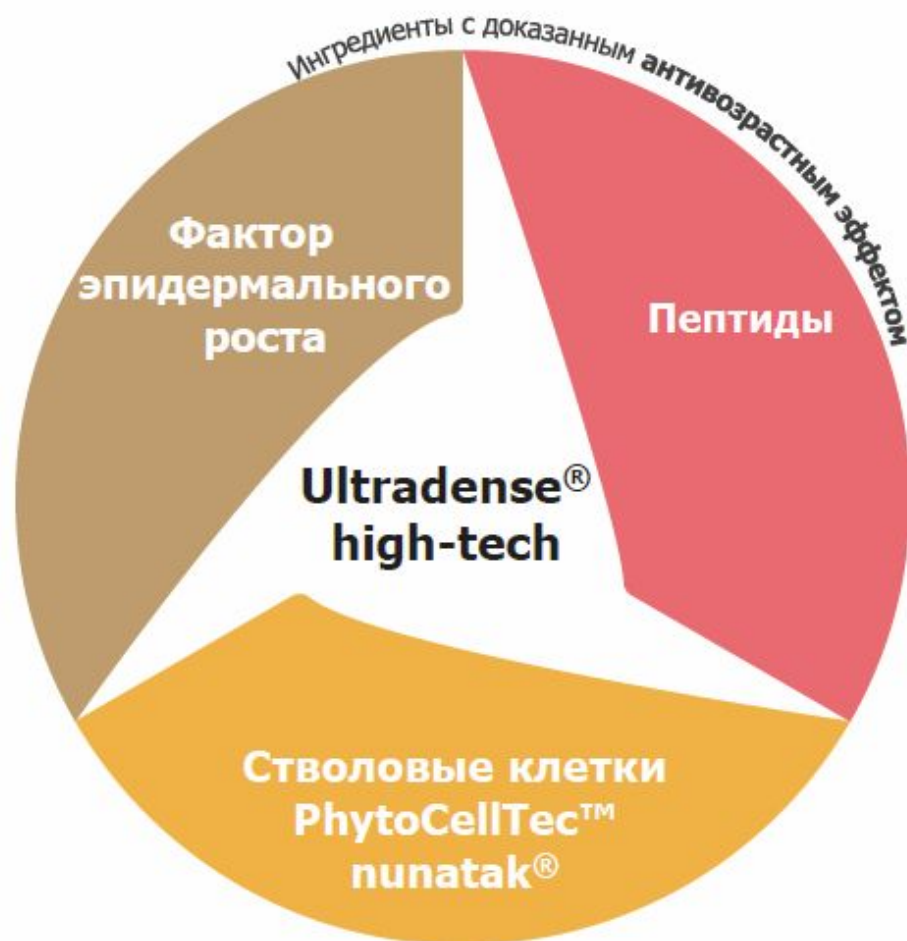 Ингредиенты с доказанным антивозрастным эффектом
Фактор
эпидермального
роста
Пептиды
Ultradense®
high-tech
Стволовые клетки
PhytoCellTec™
nunatak®